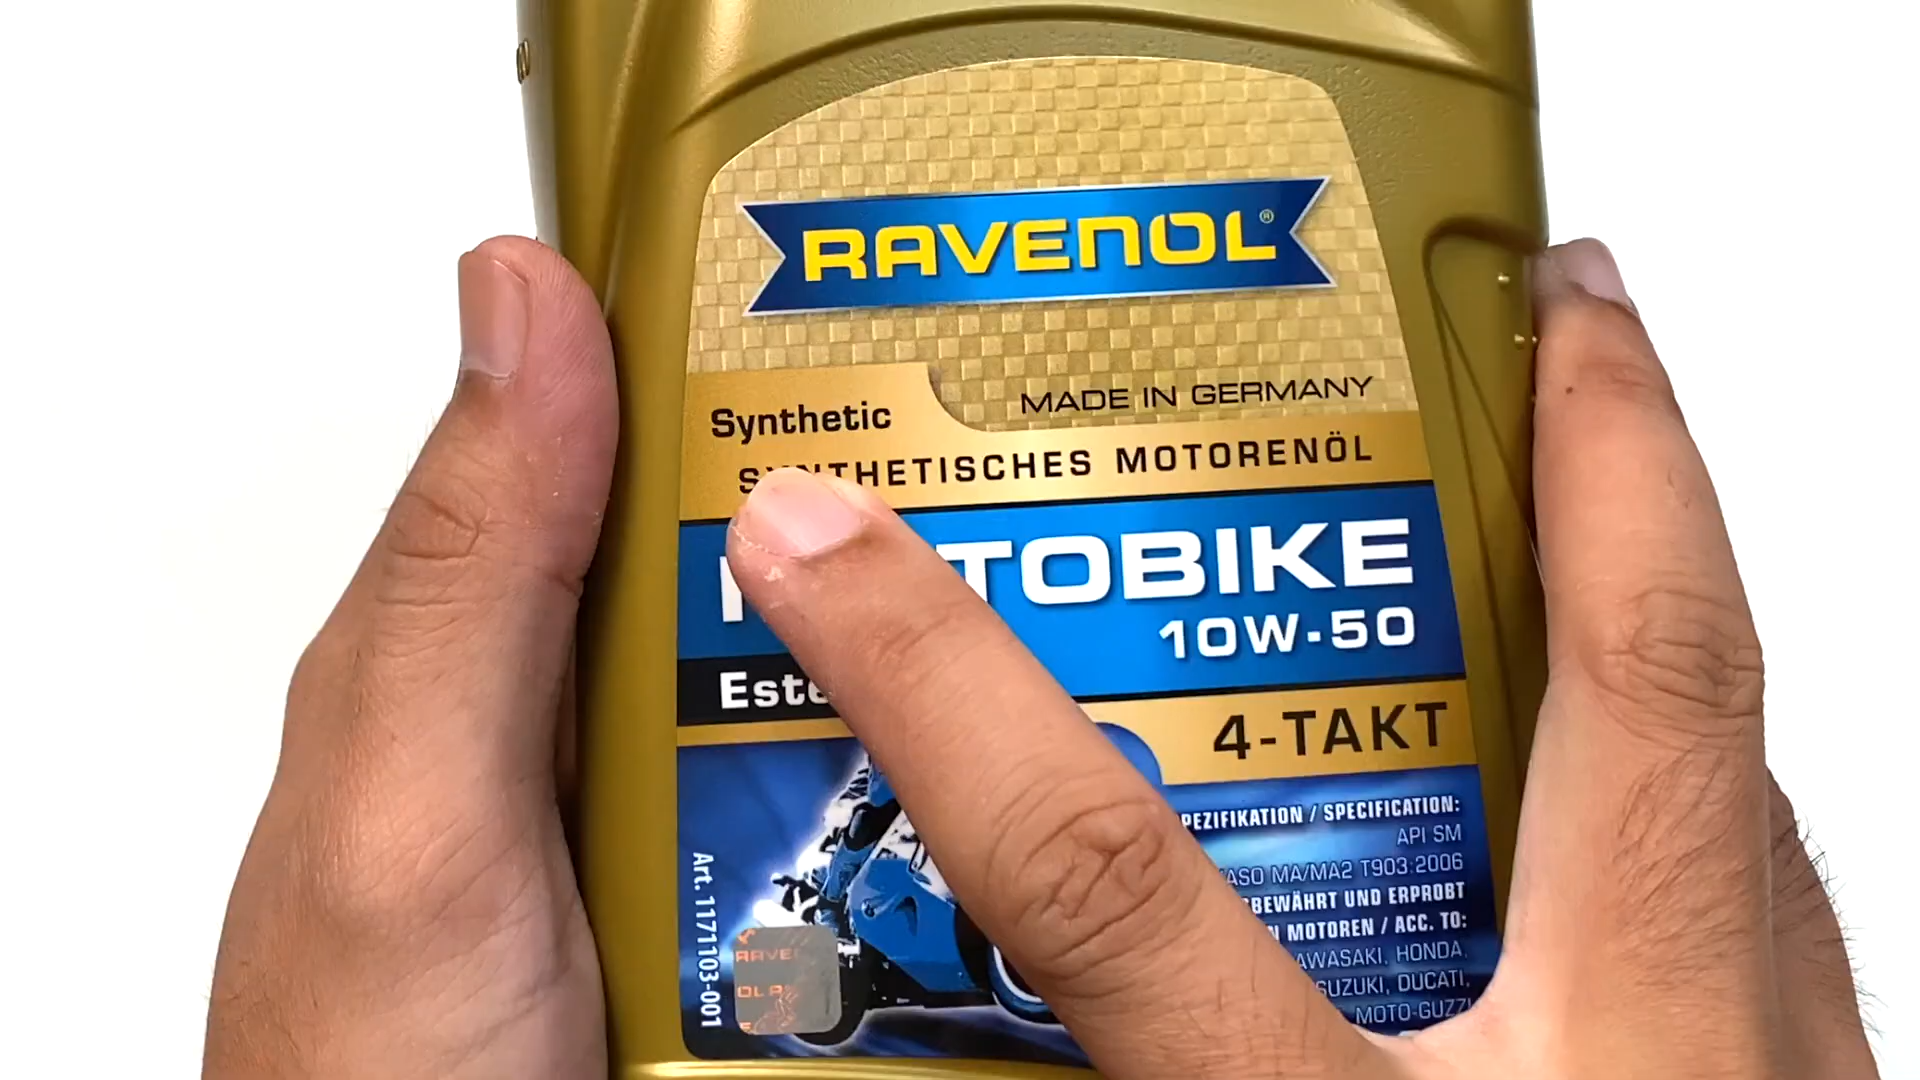 RAVENOL®
MADE IN GERMANY
Synthetic
SYNTHETISCHES MOTORENÖL
TOBIKE
10W-50
Este
4-TAKT
PEZIFIKATION / SPECIFICATION:
API SM
ASO MA/MA2 T903:2006
BEWÄHRT UND ERPROBT
N MOTOREN / ACC. TO:
AWASAKI, HONDA,
SUZUKI, DUCATI,
MOTO-GUZZI
Art. 1171103-001